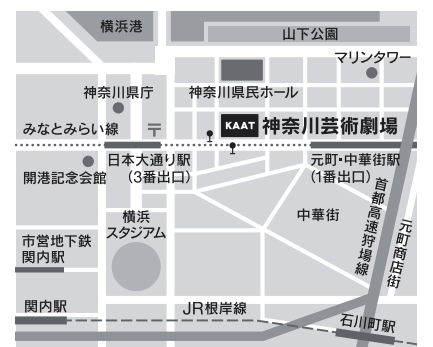 横浜港
山下公園
マリンタワー
神奈川県庁
神奈川県民ホール
みなとみらい線
〒
KAAT 神奈川芸術劇場
日本大通り駅
(3番出口)
元町・中華街駅
(1番出口)
開港記念会館
横浜
スタジアム
中華街
首都高速狩場線
元町商店街
市営地下鉄
関内駅
関内駅
JR根岸線
石川町駅